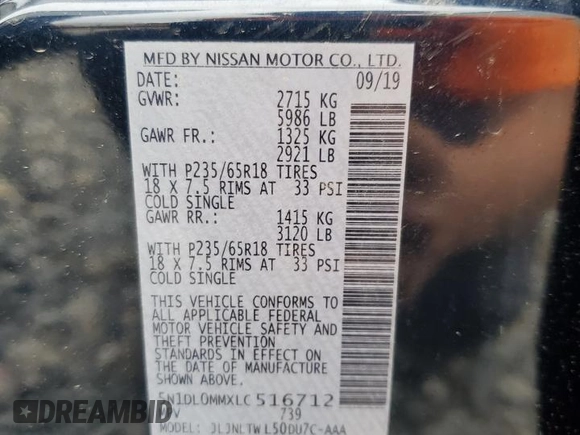 MFD BY NISSAN MOTOR CO., LTD.
DATE: 09/19
GVWR: 2715 KG
5986 LB
GAWR FR.: 1325 KG
2921 LB
WITH P235/65R18 TIRES
18 X 7.5 RIMS AT 33 PSI
COLD SINGLE
GAWR RR.: 1415 KG
3120 LB
WITH P235/65R18 TIRES
18 X 7.5 RIMS AT 33 PSI
COLD SINGLE
THIS VEHICLE CONFORMS TO
ALL APPLICABLE FEDERAL
MOTOR VEHICLE SAFETY AND
THEFT PREVENTION
STANDARDS IN EFFECT ON
THE DATE OF MANUFACTURE
SHOWN ABOVE.
N1DL0MMXLC516712
739
MODEL: